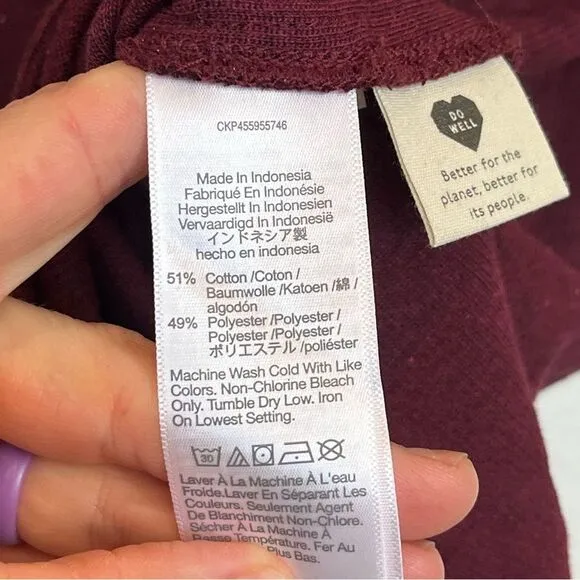 CKP455955746
Made In Indonesia
Fabriqué En Indonésie
Hergestellt In Indonesien
Vervaardigd In Indonesië
インドネシア製
hecho en indonesia
51% Cotton /Coton /
Baumwolle /Katoen /綿 /
algodón
49% Polyester /Polyester /
Polyester /Polyester /
ポリエステル /poliéster
Machine Wash Cold With Like
Colors. Non-Chlorine Bleach
Only. Tumble Dry Low. Iron
On Lowest Setting.
30
Laver À La Machine À L'eau
Froide.Laver En Séparant Les
Couleurs. Seulement Agent
De Blanchiment Non-Chlore.
Sécher À La Machine À
Basse Température. Fer Au
Plus Bas.
DO
WELL
Better for the
planet, better for
its people.